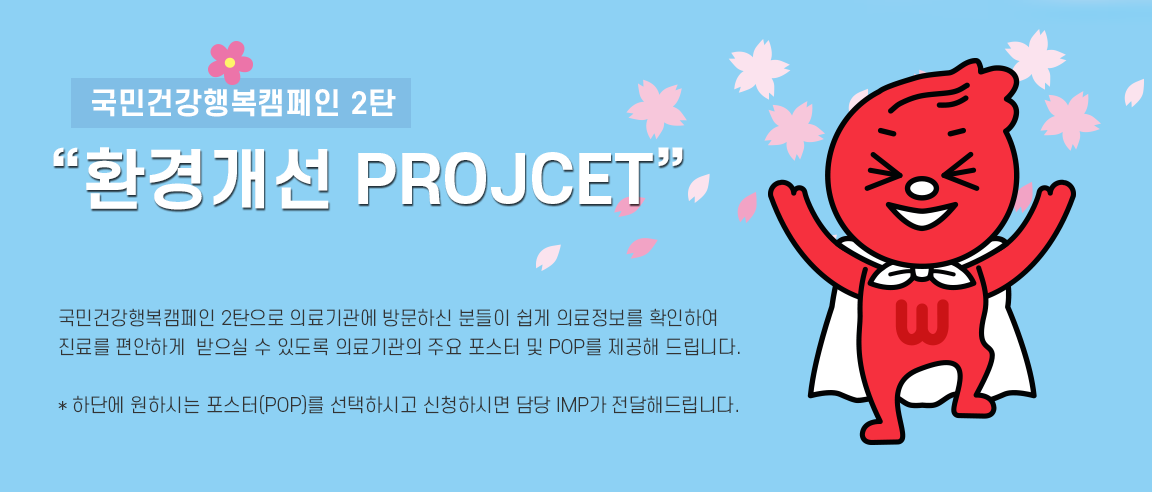 국민건강행복캠페인 2탄
“환경개선 PROJCET”
국민건강행복캠페인 2탄으로 의료기관에 방문하신 분들이 쉽게 의료정보를 확인하여
진료를 편안하게 받으실 수 있도록 의료기관의 주요 포스터 및 POP를 제공해 드립니다.
* 하단에 원하시는 포스터(POP)를 선택하시고 신청하시면 담당 IMP가 전달해드립니다.
W